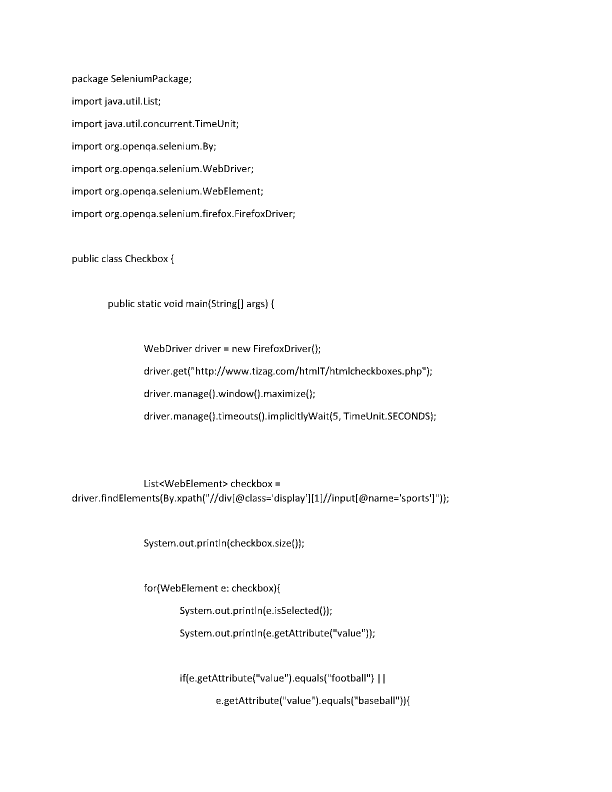 package SeleniumPackage;
import java.util.List;
import java.util.concurrent.TimeUnit;
import org.openqa.selenium.By;
import org.openqa.selenium.WebDriver;
import org.openqa.selenium.WebElement;
import org.openqa.selenium.firefox.FirefoxDriver;
public class Checkbox {
public static void main(String[] args) {
WebDriver driver = new FirefoxDriver();
driver.get("http://www.tizag.com/htmlT/htmlcheckboxes.php");
driver.manage().window().maximize();
driver.manage().timeouts().implicitlyWait(5, TimeUnit.SECONDS);
List<WebElement> checkbox =
driver.findElements(By.xpath("//div[@class='display'][1]//input[@name='sports']"));
System.out.println(checkbox.size());
for(WebElement e: checkbox){
System.out.println(e.isSelected());
System.out.println(e.getAttribute("value"));
if(e.getAttribute("value").equals("football") ||
e.getAttribute("value").equals("baseball")){